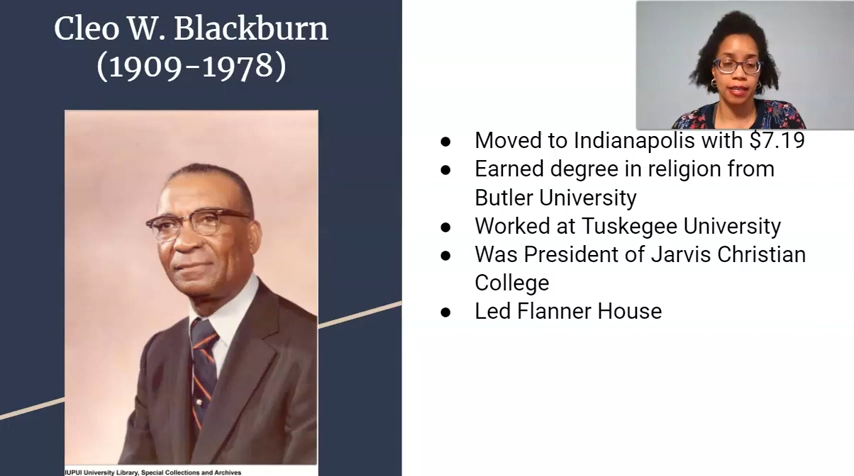 Cleo W. Blackburn
(1909-1978)
● Moved to Indianapolis with $7.19
● Earned degree in religion from
Butler University
● Worked at Tuskegee University
● Was President of Jarvis Christian
College
● Led Flanner House
IUPUI University Library, Special Collections and Archives